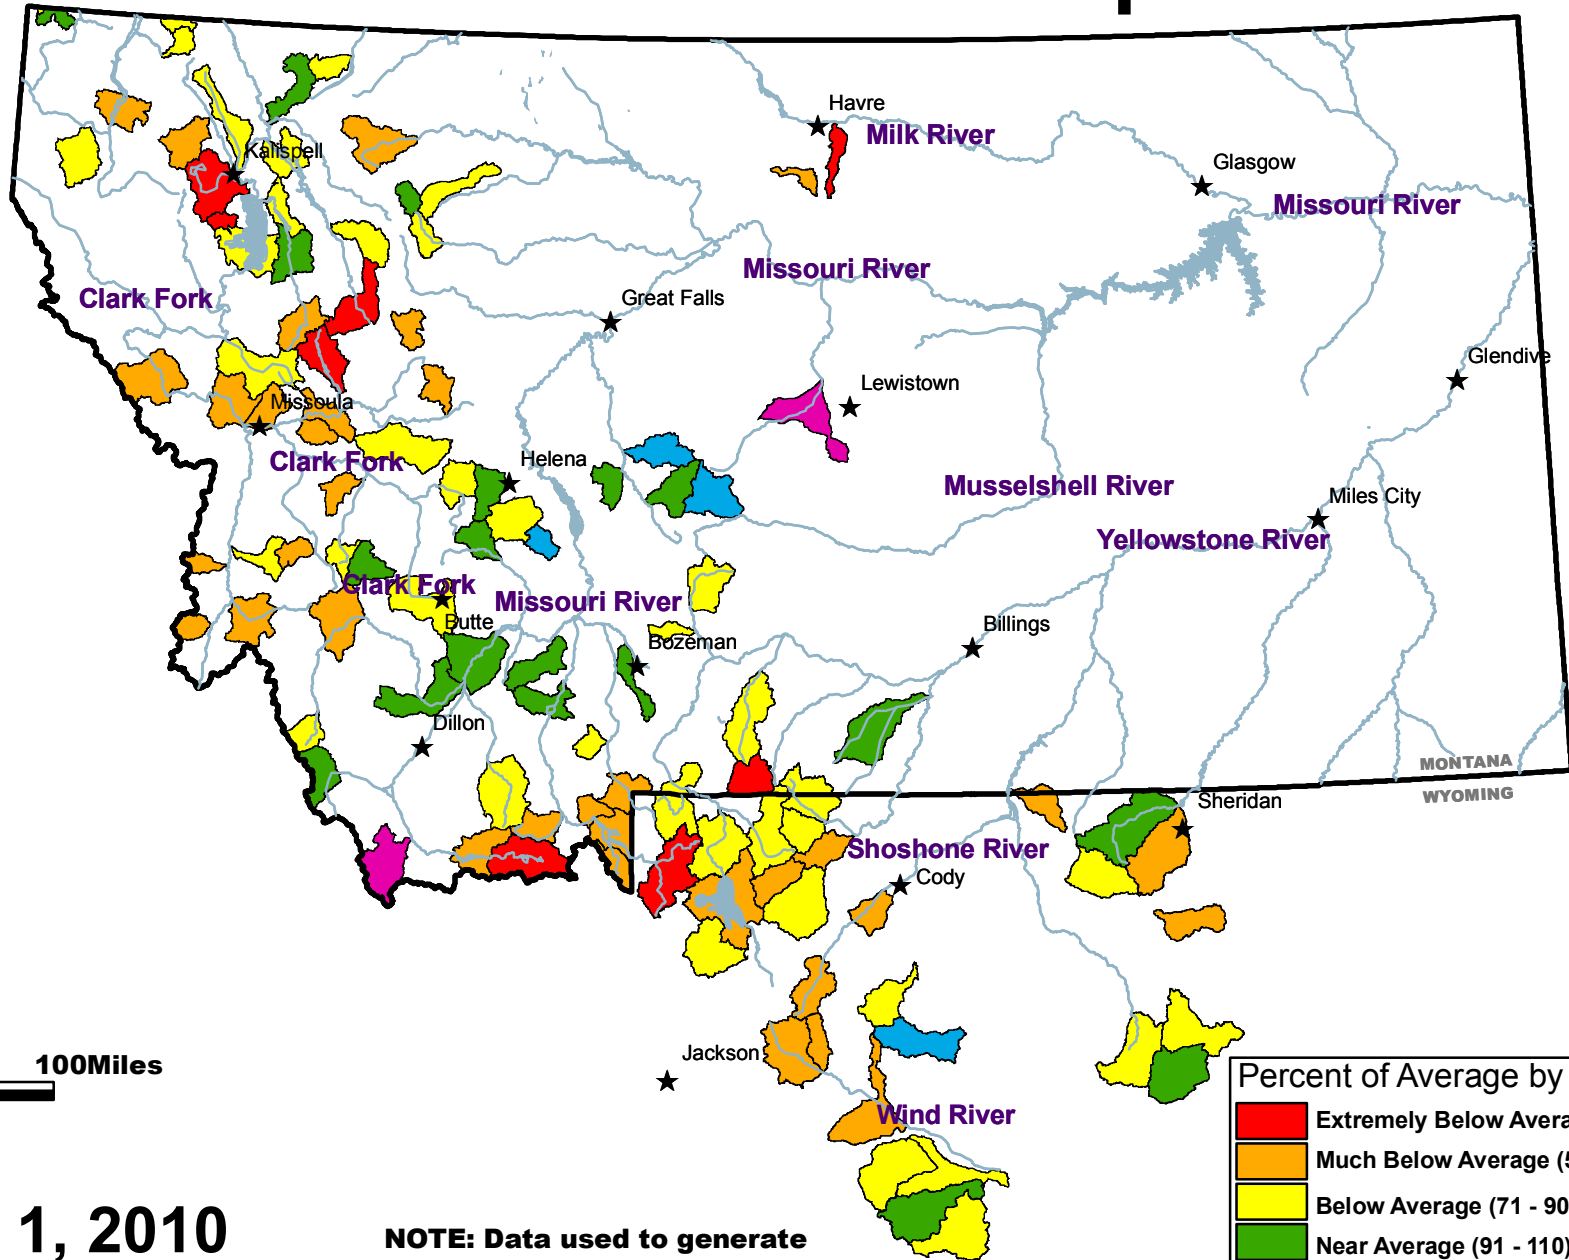 Havre
Milk River
Kalispell
Glasgow
Missouri River
Missouri River
Clark Fork
Great Falls
Glendive
Lewistown
Missoula
Clark Fork
Helena
Musselshell River
Miles City
Yellowstone River
Clark Fork
Missouri River
Butte
Billings
Bozeman
Dillon
MONTANA
WYOMING
Sheridan
Shoshone River
Cody
100Miles
Jackson
Percent of Average by
Wind River
Extremely Below Avera
Much Below Average (5
Below Average (71 - 90
Near Average (91 - 110)
1, 2010
NOTE: Data used to generate